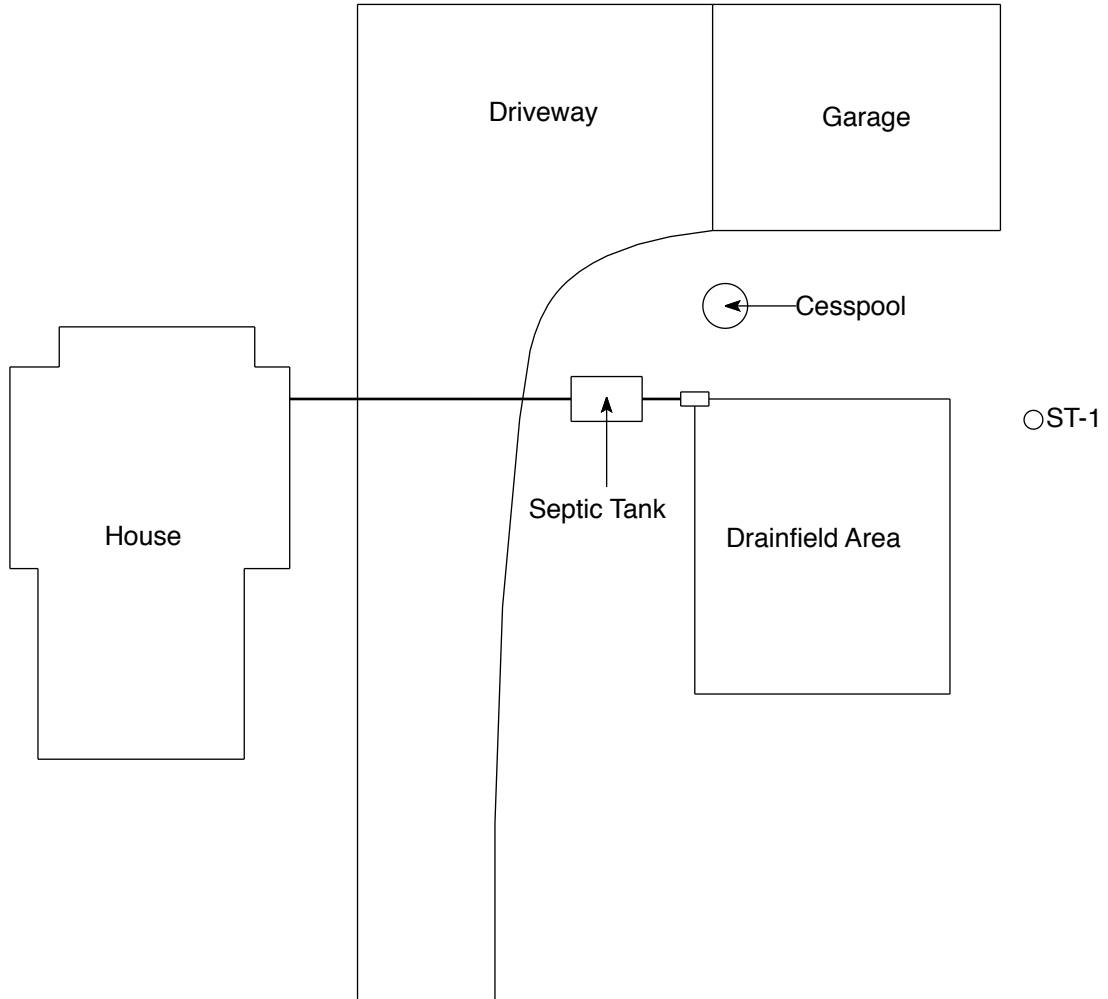 Driveway
Garage
Cesspool
ST-1
Septic Tank
House
Drainfield Area